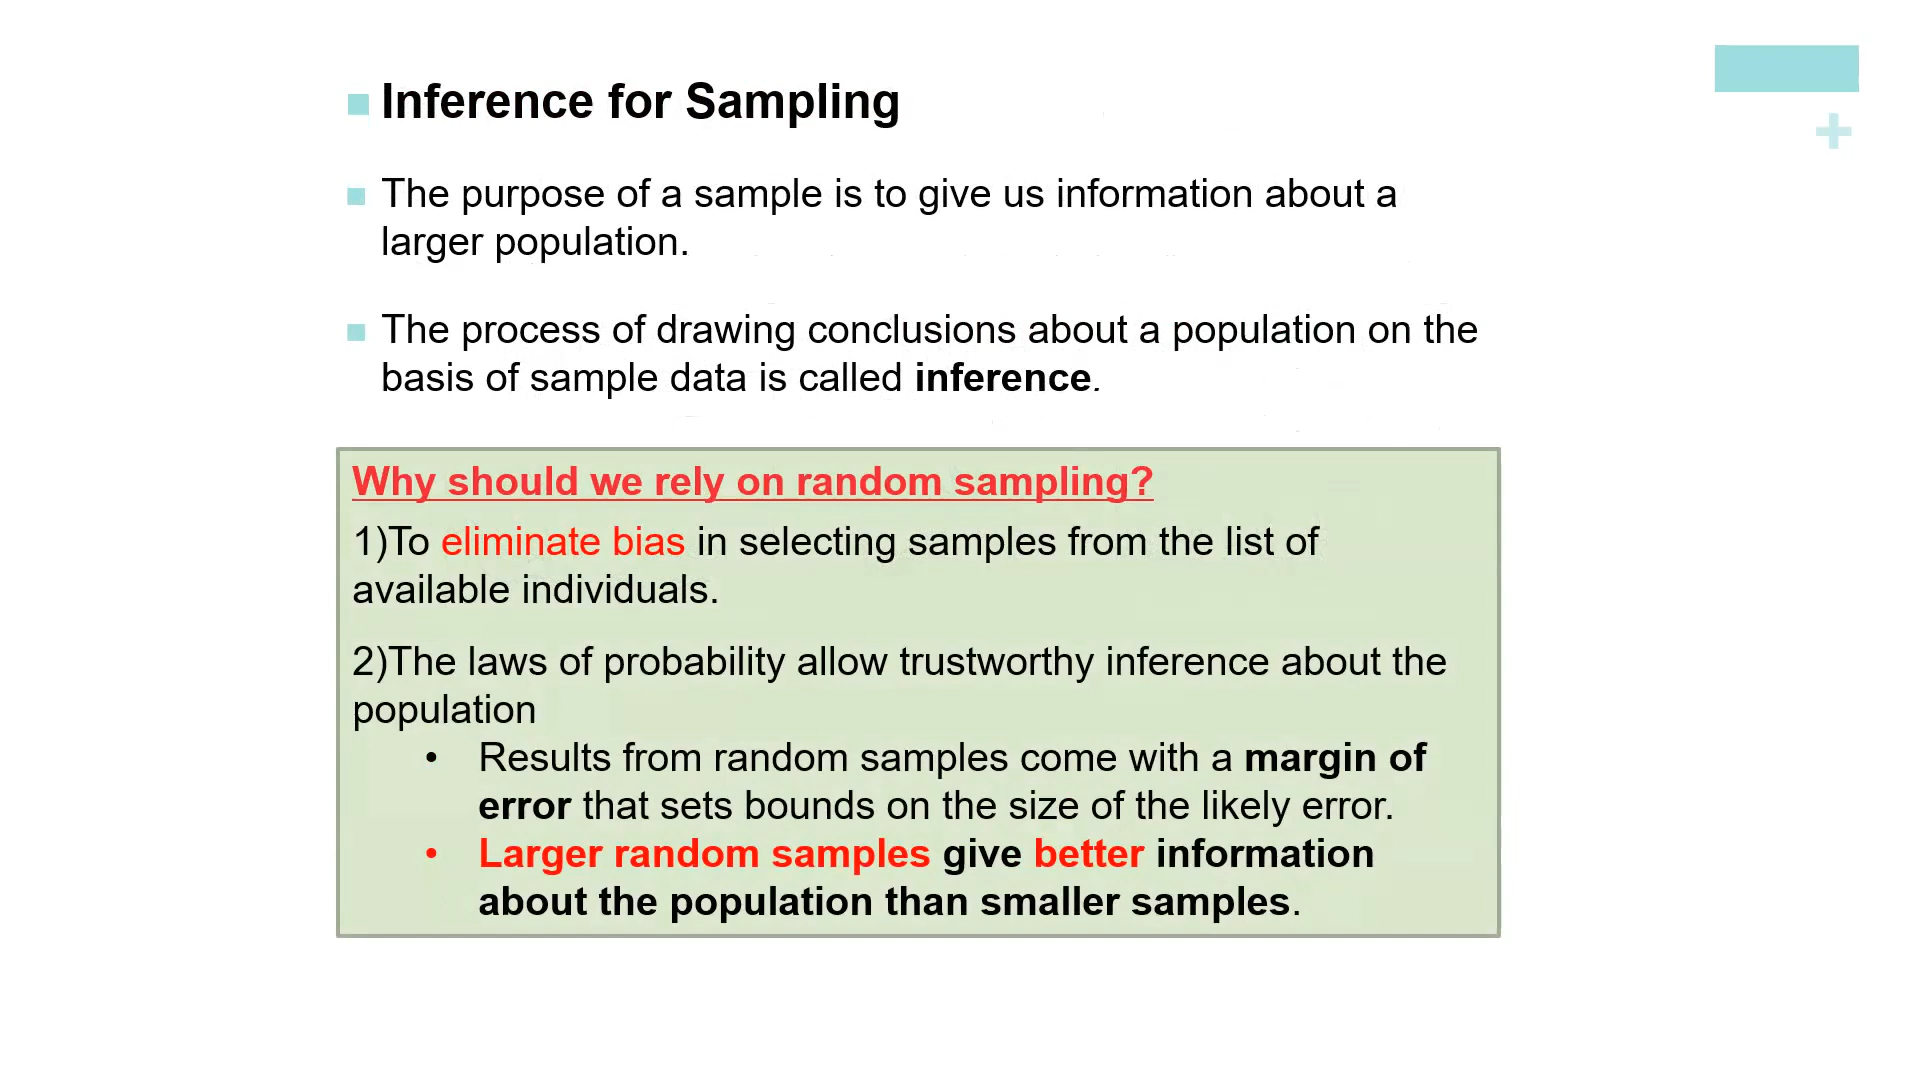 Inference for Sampling
The purpose of a sample is to give us information about a
larger population.
The process of drawing conclusions about a population on the
basis of sample data is called inference.
Why should we rely on random sampling?
1)To eliminate bias in selecting samples from the list of
available individuals.
2)The laws of probability allow trustworthy inference about the
population
• Results from random samples come with a margin of
error that sets bounds on the size of the likely error.
• Larger random samples give better information
about the population than smaller samples.